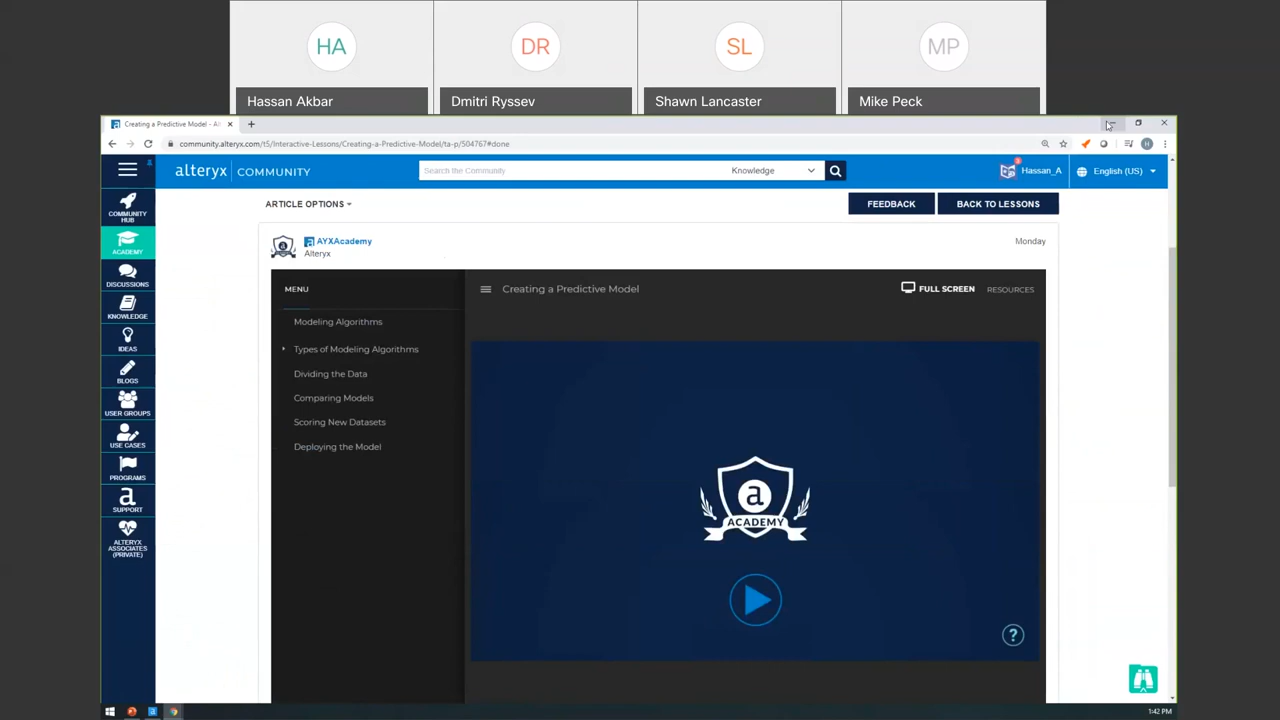 HA
DR
SL
MP
Hassan Akbar
Dmitri Ryssev
Shawn Lancaster
Mike Peck
Creating a Predictive Model - Alt
community.alteryx.com/t5/Interactive-Lessons/Creating-a-Predictive-Model/ta-p/504767#done
H
alteryx
COMMUNITY
Search the Community
Knowledge
Hassan_A
English (US)
COMMUNITY
HUB
ACADEMY
DISCUSSIONS
KNOWLEDGE
IDEAS
BLOGS
USER GROUPS
USE CASES
PROGRAMS
a
SUPPORT
ALTERYX
ASSOCIATES
(PRIVATE)
ARTICLE OPTIONS
FEEDBACK
BACK TO LESSONS
AYXAcademy
Alteryx
Monday
MENU
Modeling Algorithms
Types of Modeling Algorithms
Dividing the Data
Comparing Models
Scoring New Datasets
Deploying the Model
Creating a Predictive Model
FULL SCREEN
RESOURCES
a
ACADEMY
?
1:42 PM